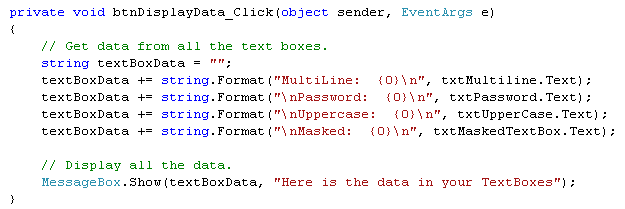 private void btnDisplayData_Click(object sender, EventArgs e)
{
    // Get data from all the text boxes.
    string textBoxData = "";
    textBoxData += string.Format("MultiLine:  {0}\n", txtMultiline.Text);
    textBoxData += string.Format("\nPassword:  {0}\n", txtPassword.Text);
    textBoxData += string.Format("\nUppercase:  {0}\n", txtUpperCase.Text);
    textBoxData += string.Format("\nMasked:  {0}\n", txtMaskedTextBox.Text);

    // Display all the data.
    MessageBox.Show(textBoxData, "Here is the data in your TextBoxes");
}